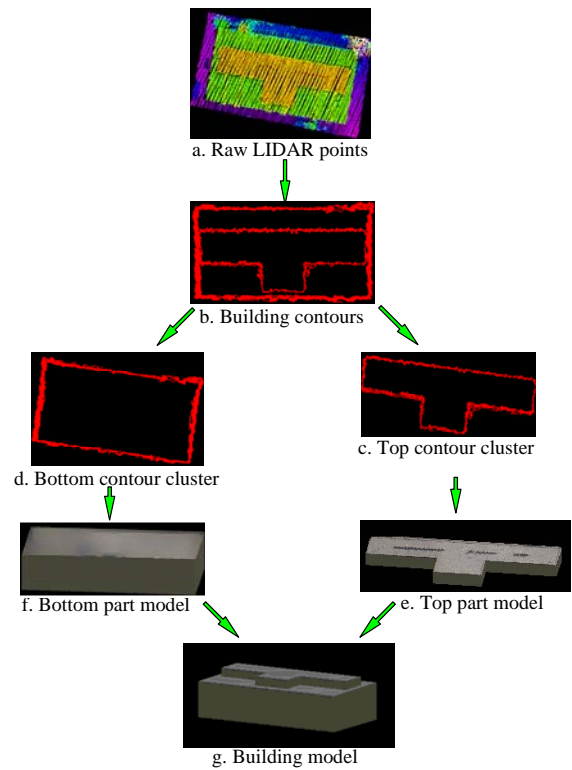 a. Raw LIDAR points
b. Building contours
c. Top contour cluster
d. Bottom contour cluster
e. Top part model
f. Bottom part model
g. Building model